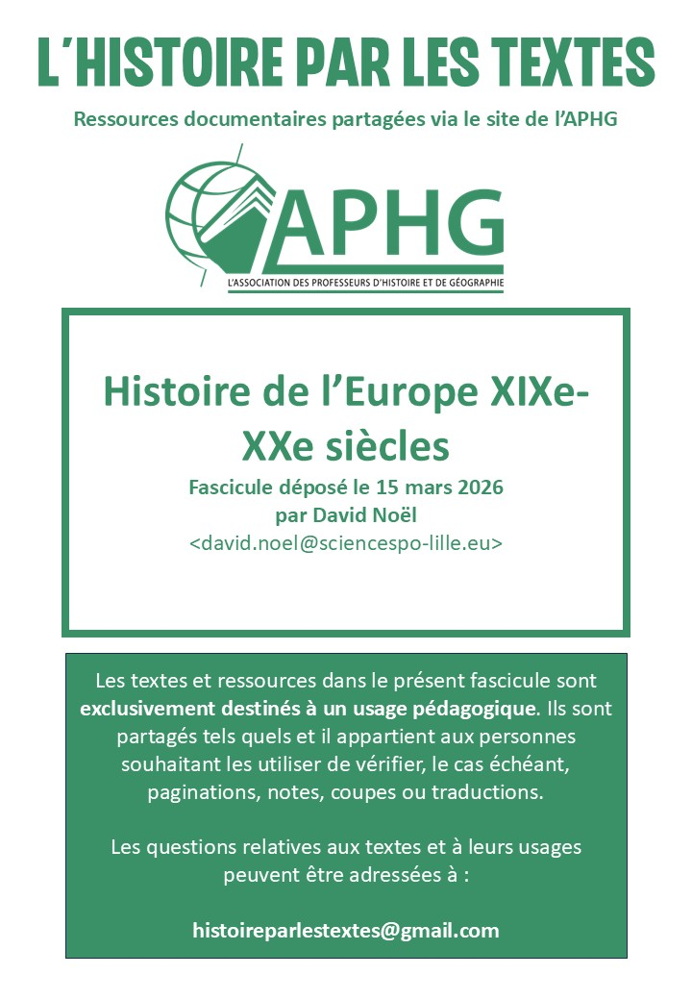 L'HISTOIRE PAR LES TEXTES
Ressources documentaires partagées via le site de l'APHG
APHG
L'ASSOCIATION DES PROFESSEURS D'HISTOIRE ET DE GÉOGRAPHIE
Histoire de l'Europe XIXe-
XXe siècles
Fascicule déposé le 15 mars 2026
par David Noël
<david.noel@sciencespo-lille.eu>
Les textes et ressources dans le présent fascicule sont
exclusivement destinés à un usage pédagogique. Ils sont
partagés tels quels et il appartient aux personnes
souhaitant les utiliser de vérifier, le cas échéant,
paginations, notes, coupes ou traductions.
Les questions relatives aux textes et à leurs usages
peuvent être adressées à :
histoireparlestextes@gmail.com